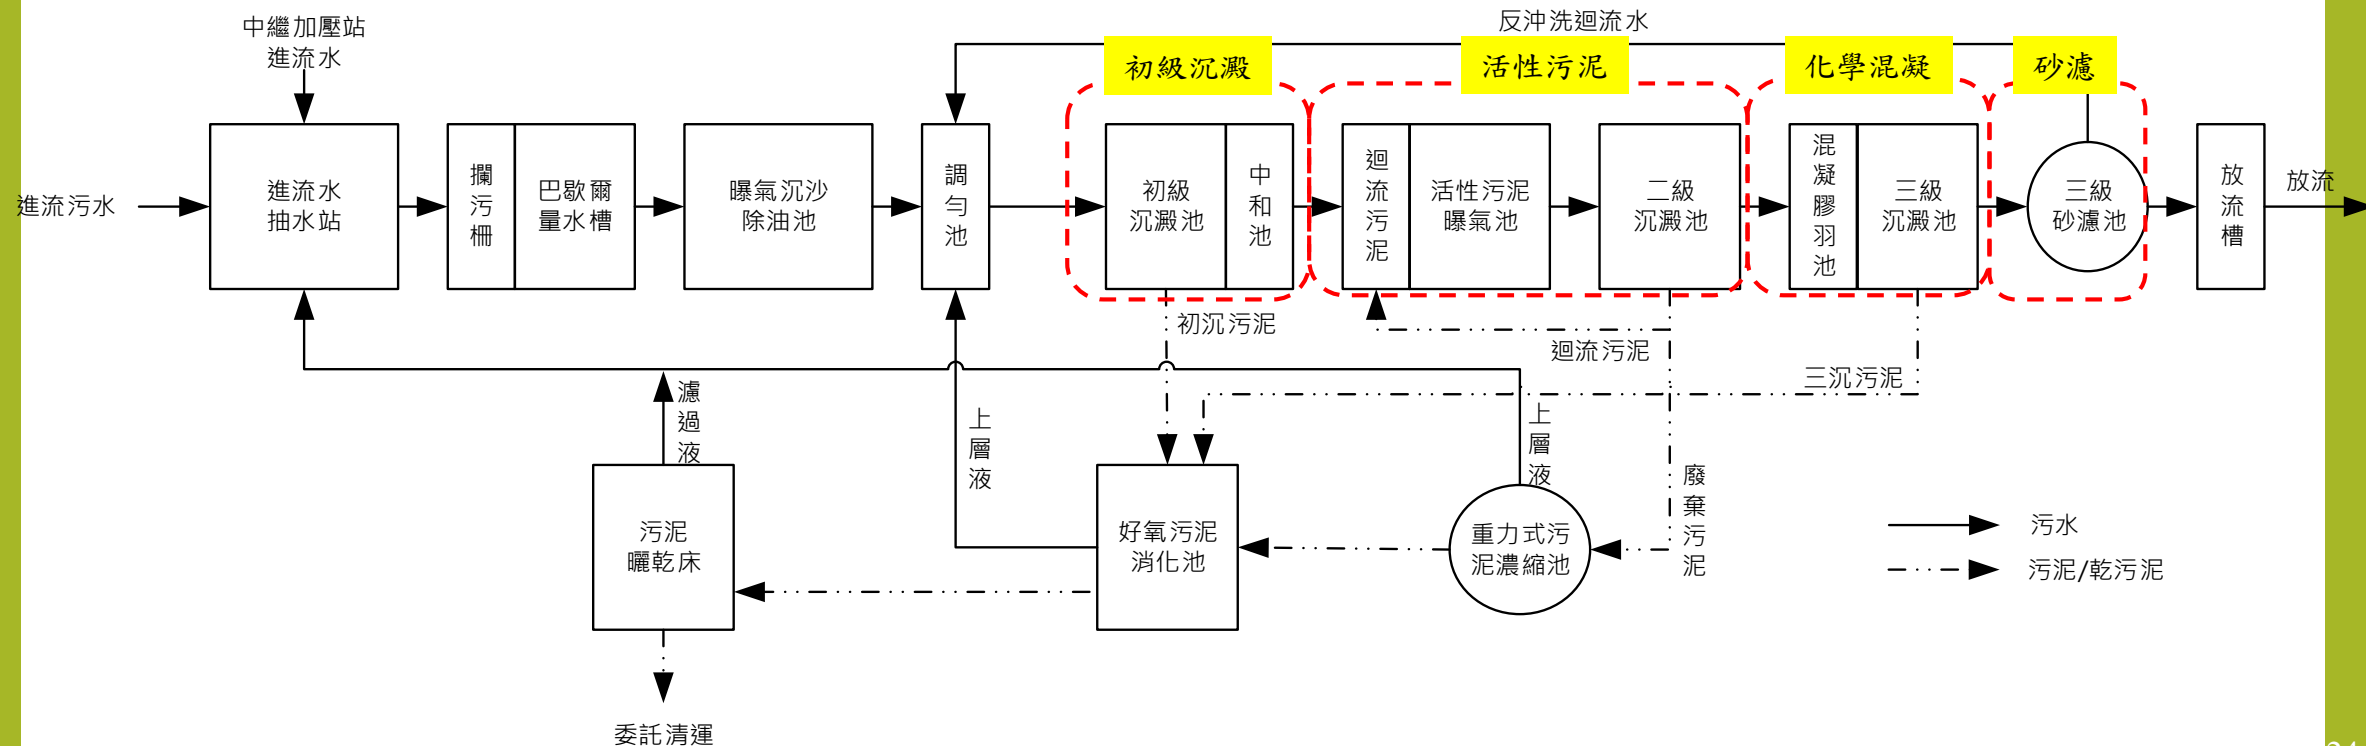 中繼加壓站
進流水
反沖洗迴流水
初級沉澱
活性污泥
化學混凝
砂濾
進流污水
進流水
抽水站
攔污柵
巴歇爾
量水槽
曝氣沉沙
除油池
調勻池
初級
沉澱池
中和池
迴流污泥
活性污泥
曝氣池
二級
沉澱池
混凝膠羽池
三級
沉澱池
三級
砂濾池
放流槽
放流
初沉污泥
迴流污泥
三沉污泥
濾過液
上層液
上層液
廢棄污泥
污泥
曬乾床
好氧污泥
消化池
重力式污
泥濃縮池
污水
污泥/乾污泥
委託清運